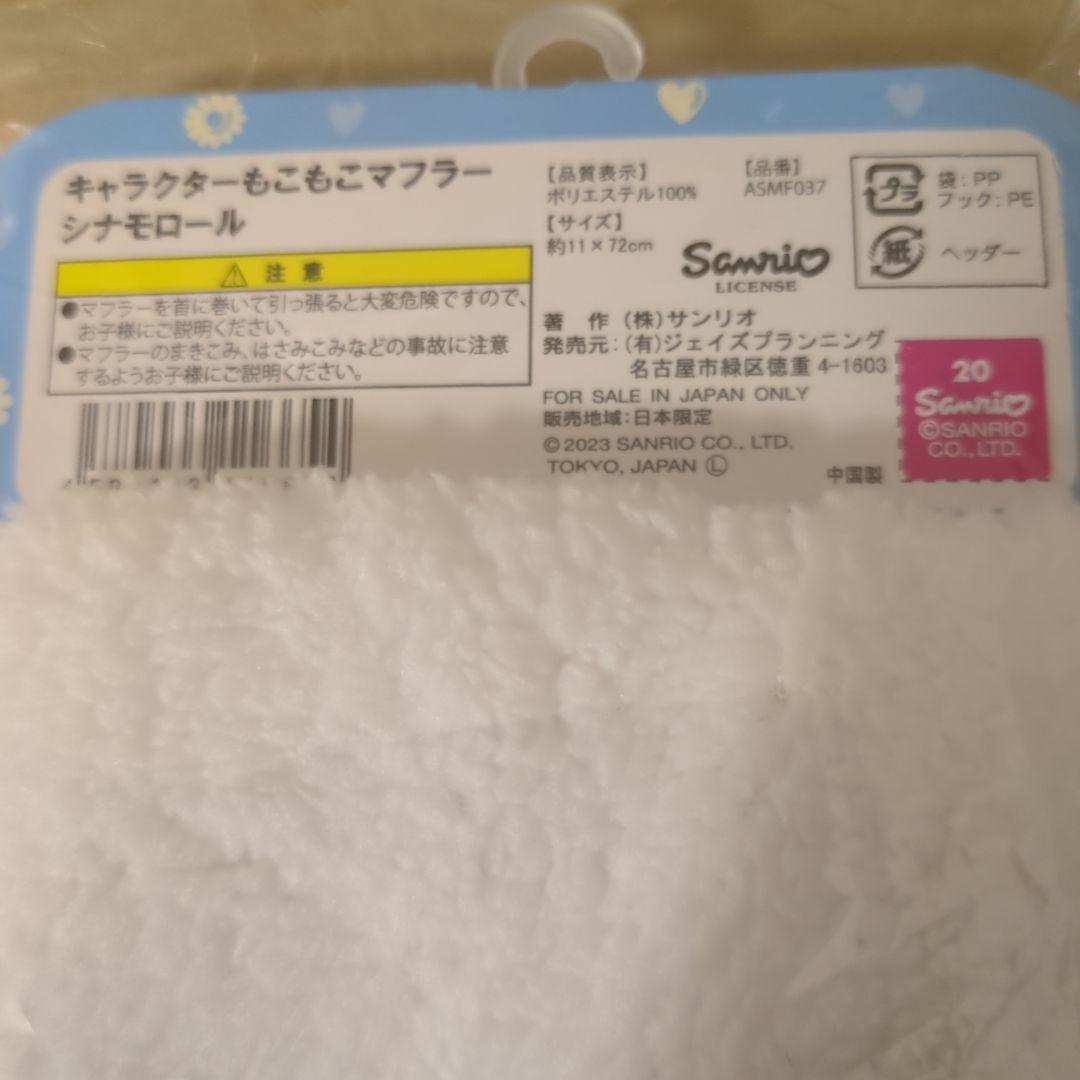 キャラクターもこもこマフラー
シナモロール
注意
●マフラーを首に巻いて引っ張ると大変危険ですので、
お子様にご説明ください。
●マフラーのまきこみ、はさみこみなどの事故に注意
するようお子様にご説明ください。
【品質表示】
ポリエステル100%
【サイズ】
約11×72cm
【品番】
ASMF037
Sanrio
LICENSE
プラ
袋:PP
フック:PE
紙
ヘッダー
著 作 (株)サンリオ
発売元:(有)ジェイズプランニング
名古屋市緑区徳重 4-1603
FOR SALE IN JAPAN ONLY
販売地域:日本限定
©2023 SANRIO CO., LTD.
TOKYO, JAPAN Ⓛ
中国製
20
Sanrio
©SANRIO
CO.,LTD.